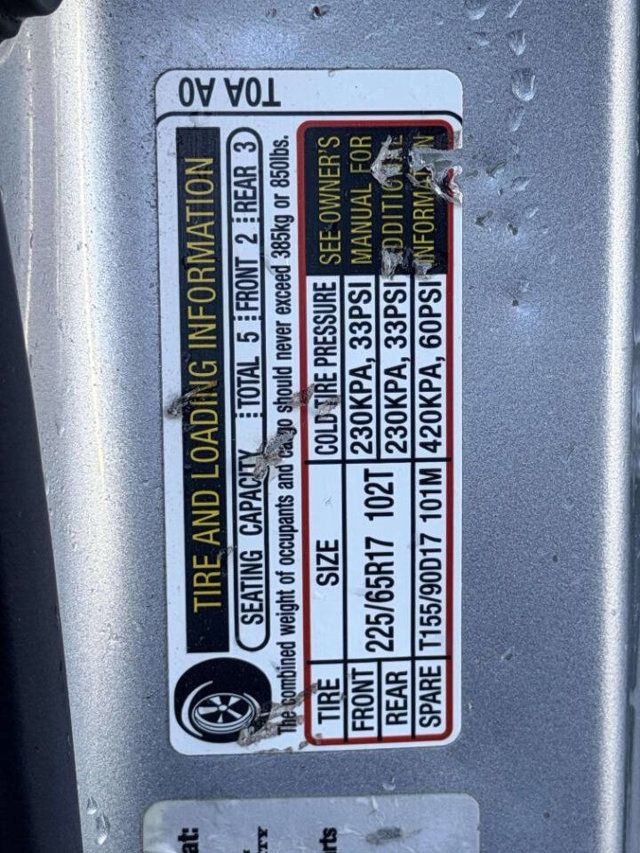 T0A A0
TIRE AND LOADING INFORMATION
SEATING CAPACITY TOTAL 5 FRONT 2 REAR 3
The combined weight of occupants and cargo should never exceed 385kg or 850lbs.
TIRE SIZE COLD TIRE PRESSURE SEE OWNER'S
MANUAL FOR
ADDITIONAL
INFORMATION
FRONT 225/65R17 102T 230KPA, 33PSI
REAR 230KPA, 33PSI
SPARE T155/90D17 101M 420KPA, 60PSI
at:
rts